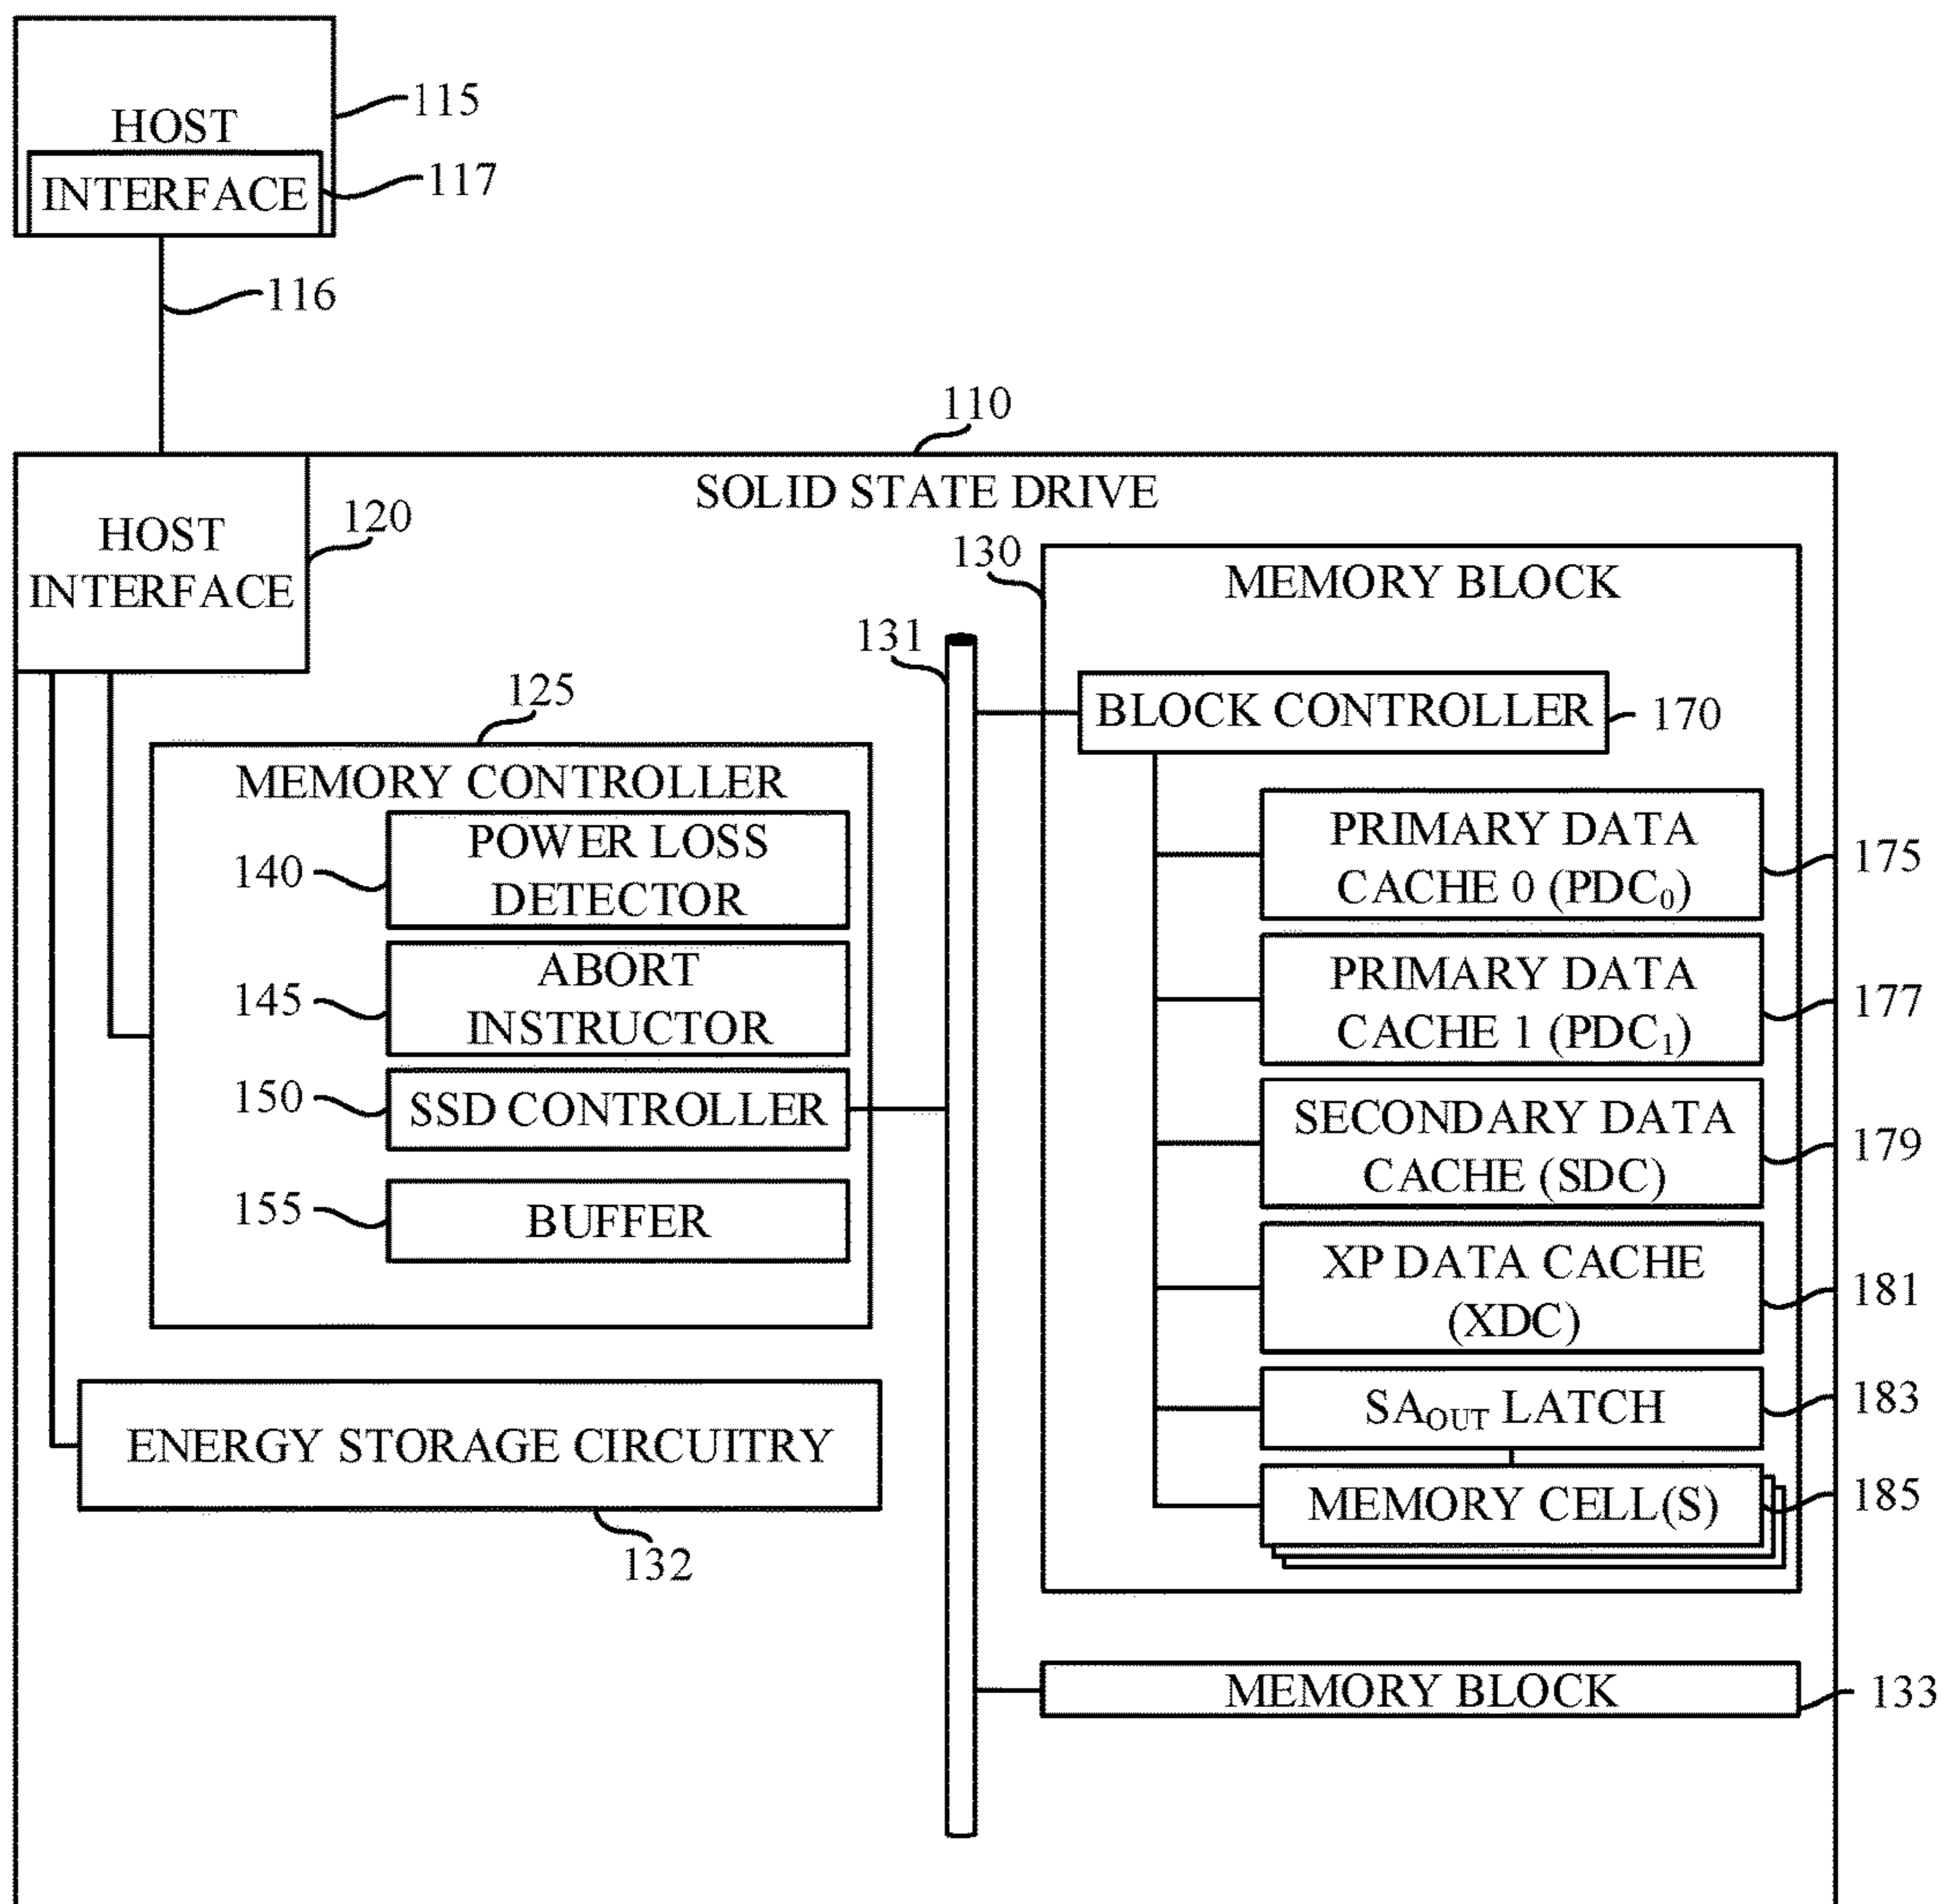 HOST
115
INTERFACE
117
116
110
SOLID STATE DRIVE
HOST
INTERFACE
120
130
MEMORY BLOCK
131
BLOCK CONTROLLER
170
125
MEMORY CONTROLLER
140
POWER LOSS
DETECTOR
145
ABORT
INSTRUCTOR
150
SSD CONTROLLER
155
BUFFER
ENERGY STORAGE CIRCUITRY
132
PRIMARY DATA
CACHE 0 (PDC₀)
175
PRIMARY DATA
CACHE 1 (PDC₁)
177
SECONDARY DATA
CACHE (SDC)
179
XP DATA CACHE
(XDC)
181
SAOUT LATCH
183
MEMORY CELL(S)
185
MEMORY BLOCK
133